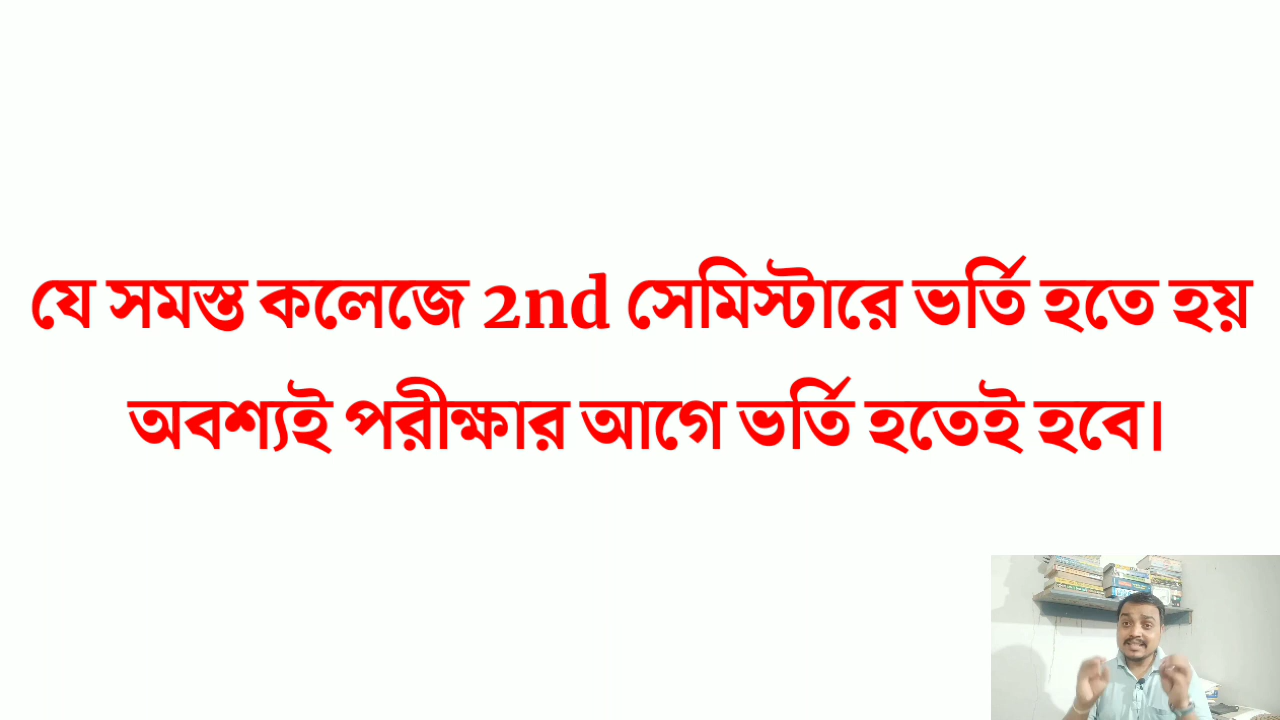 যে সমস্ত কলেজে 2nd সেমিস্টারে ভর্তি হতে হয়
অবশ্যই পরীক্ষার আগে ভর্তি হতেই হবে।